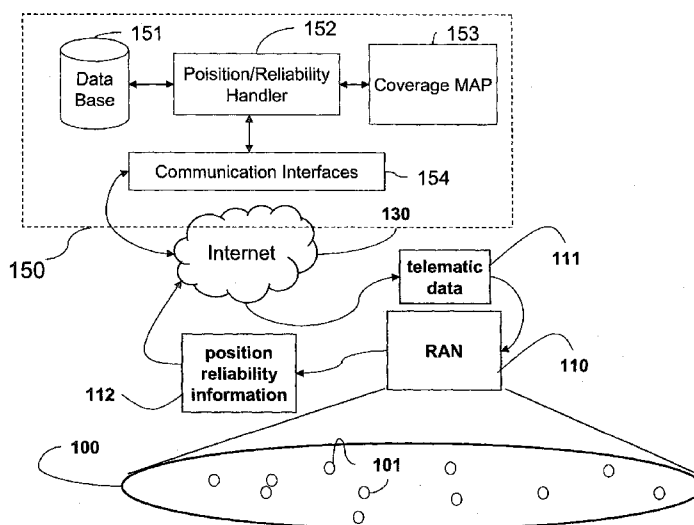 151
152
153
Data
Base
Poisition/Reliability
Handler
Coverage MAP
Communication Interfaces
154
130
150
Internet
telematic
data
111
position
reliability
information
RAN
112
110
100
101